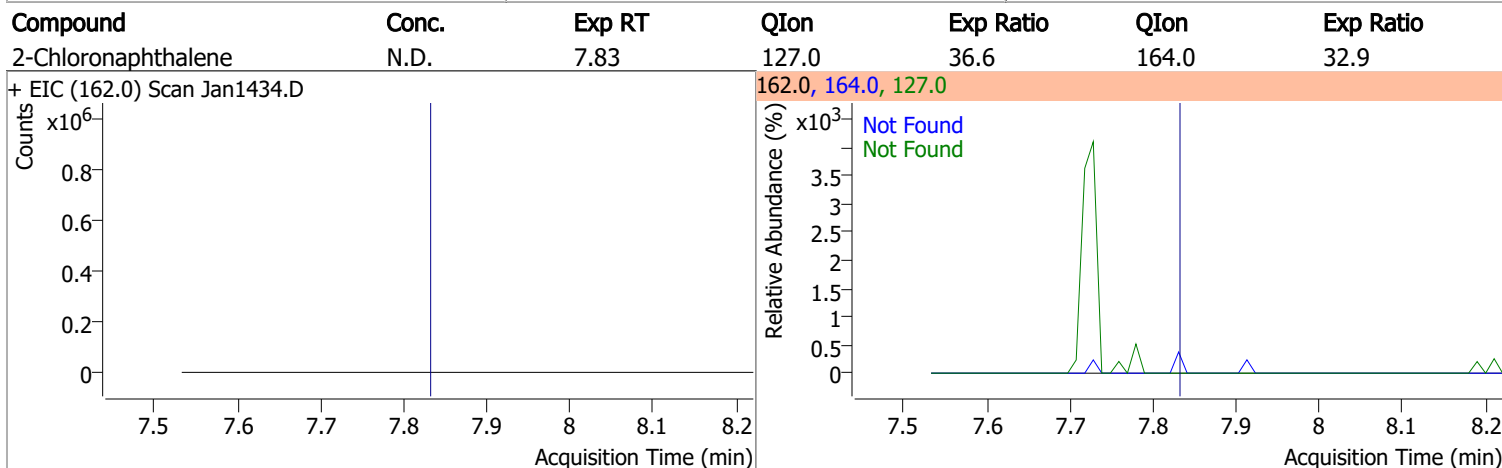 Compound Conc. Exp RT QIon Exp Ratio QIon Exp Ratio
2-Chloronaphthalene N.D. 7.83 127.0 36.6 164.0 32.9
+ EIC (162.0) Scan Jan1434.D
Counts
x10⁶
0.8
0.6
0.4
0.2
0
7.5 7.6 7.7 7.8 7.9 8 8.1 8.2
Acquisition Time (min)
162.0, 164.0, 127.0
Relative Abundance (%)
x10³
Not Found
Not Found
3.5
3
2.5
2
1.5
1
0.5
0
7.5 7.6 7.7 7.8 7.9 8 8.1 8.2
Acquisition Time (min)